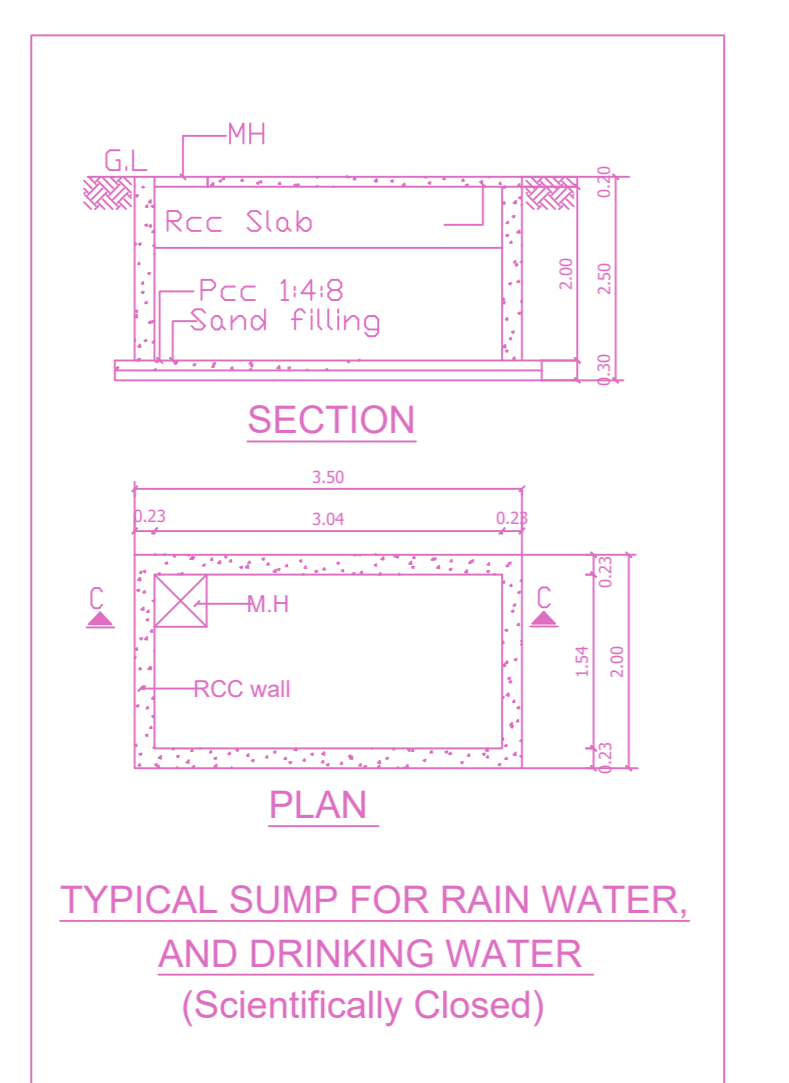 MH
G.L
0.20
Rcc Slab
2.00
2.50
Pcc 1:4:8
Sand filling
0.30
SECTION
3.50
0.23
3.04
0.23
0.23
C
M.H
C
1.54
2.00
RCC wall
0.23
PLAN
TYPICAL SUMP FOR RAIN WATER,
AND DRINKING WATER
(Scientifically Closed)